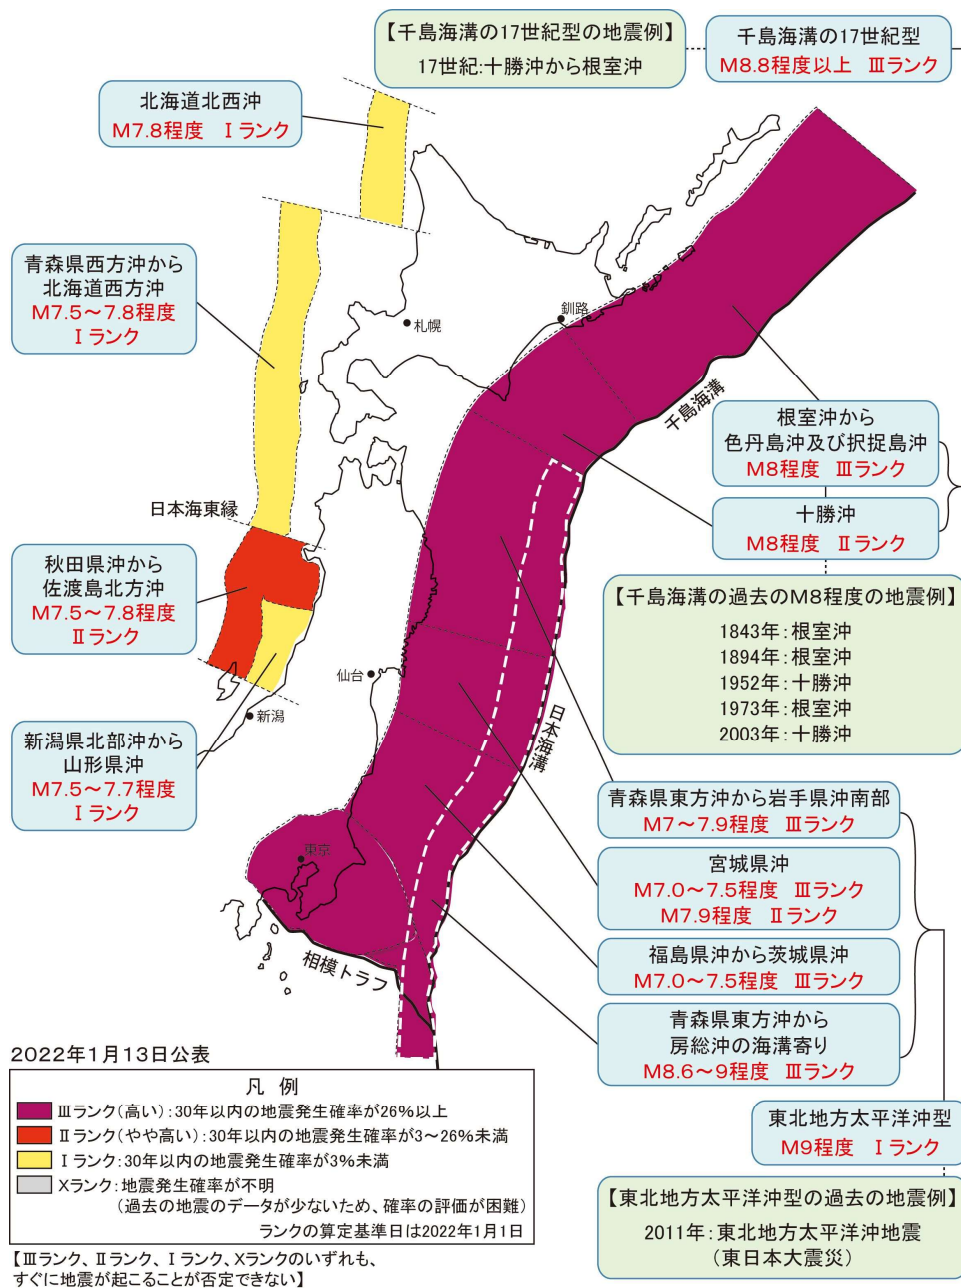 【千島海溝の17世紀型の地震例】
17世紀:十勝沖から根室沖
千島海溝の17世紀型
M8.8程度以上 Ⅲランク
北海道北西沖
M7.8程度 Ⅰランク
青森県西方沖から
北海道西方沖
M7.5～7.8程度
Ⅰランク
札幌
釧路
千島海溝
根室沖から
色丹島沖及び択捉島沖
M8程度 Ⅲランク
十勝沖
M8程度 Ⅱランク
日本海東縁
秋田県沖から
佐渡島北方沖
M7.5～7.8程度
Ⅱランク
【千島海溝の過去のM8程度の地震例】
1843年:根室沖
1894年:根室沖
1952年:十勝沖
1973年:根室沖
2003年:十勝沖
仙台
新潟
日本海溝
新潟県北部沖から
山形県沖
M7.5～7.7程度
Ⅰランク
青森県東方沖から岩手県沖南部
M7～7.9程度 Ⅲランク
宮城県沖
M7.0～7.5程度 Ⅲランク
M7.9程度 Ⅱランク
東京
相模トラフ
福島県沖から茨城県沖
M7.0～7.5程度 Ⅲランク
青森県東方沖から
房総沖の海溝寄り
M8.6～9程度 Ⅲランク
東北地方太平洋沖型
M9程度 Ⅰランク
【東北地方太平洋沖型の過去の地震例】
2011年:東北地方太平洋沖地震
(東日本大震災)
2022年1月13日公表
凡 例
Ⅲランク(高い):30年以内の地震発生確率が26%以上
Ⅱランク(やや高い):30年以内の地震発生確率が3～26%未満
Ⅰランク:30年以内の地震発生確率が3%未満
Xランク:地震発生確率が不明
(過去の地震のデータが少ないため、確率の評価が困難)
ランクの算定基準日は2022年1月1日
【Ⅲランク、Ⅱランク、Ⅰランク、Xランクのいずれも、
すぐに地震が起こることが否定できない】